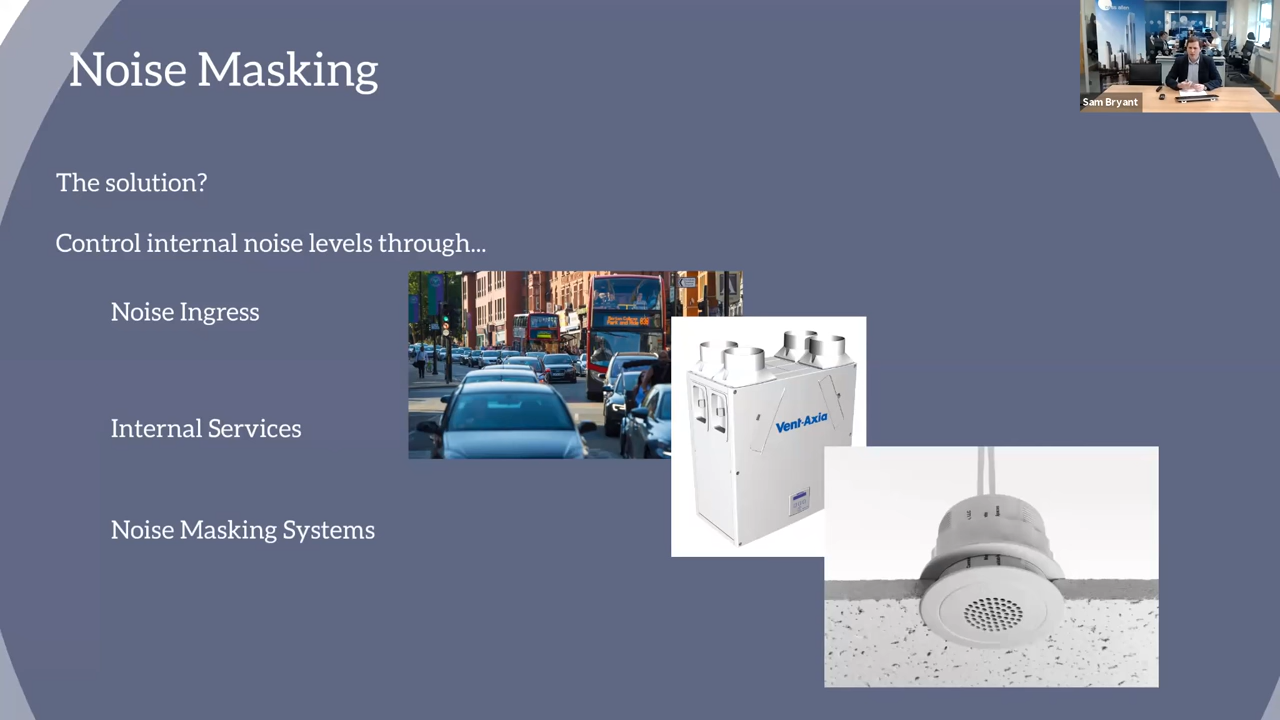 Noise Masking
Sam Bryant
The solution?
Control internal noise levels through...
Noise Ingress
Internal Services
Noise Masking Systems
Vent-Axia